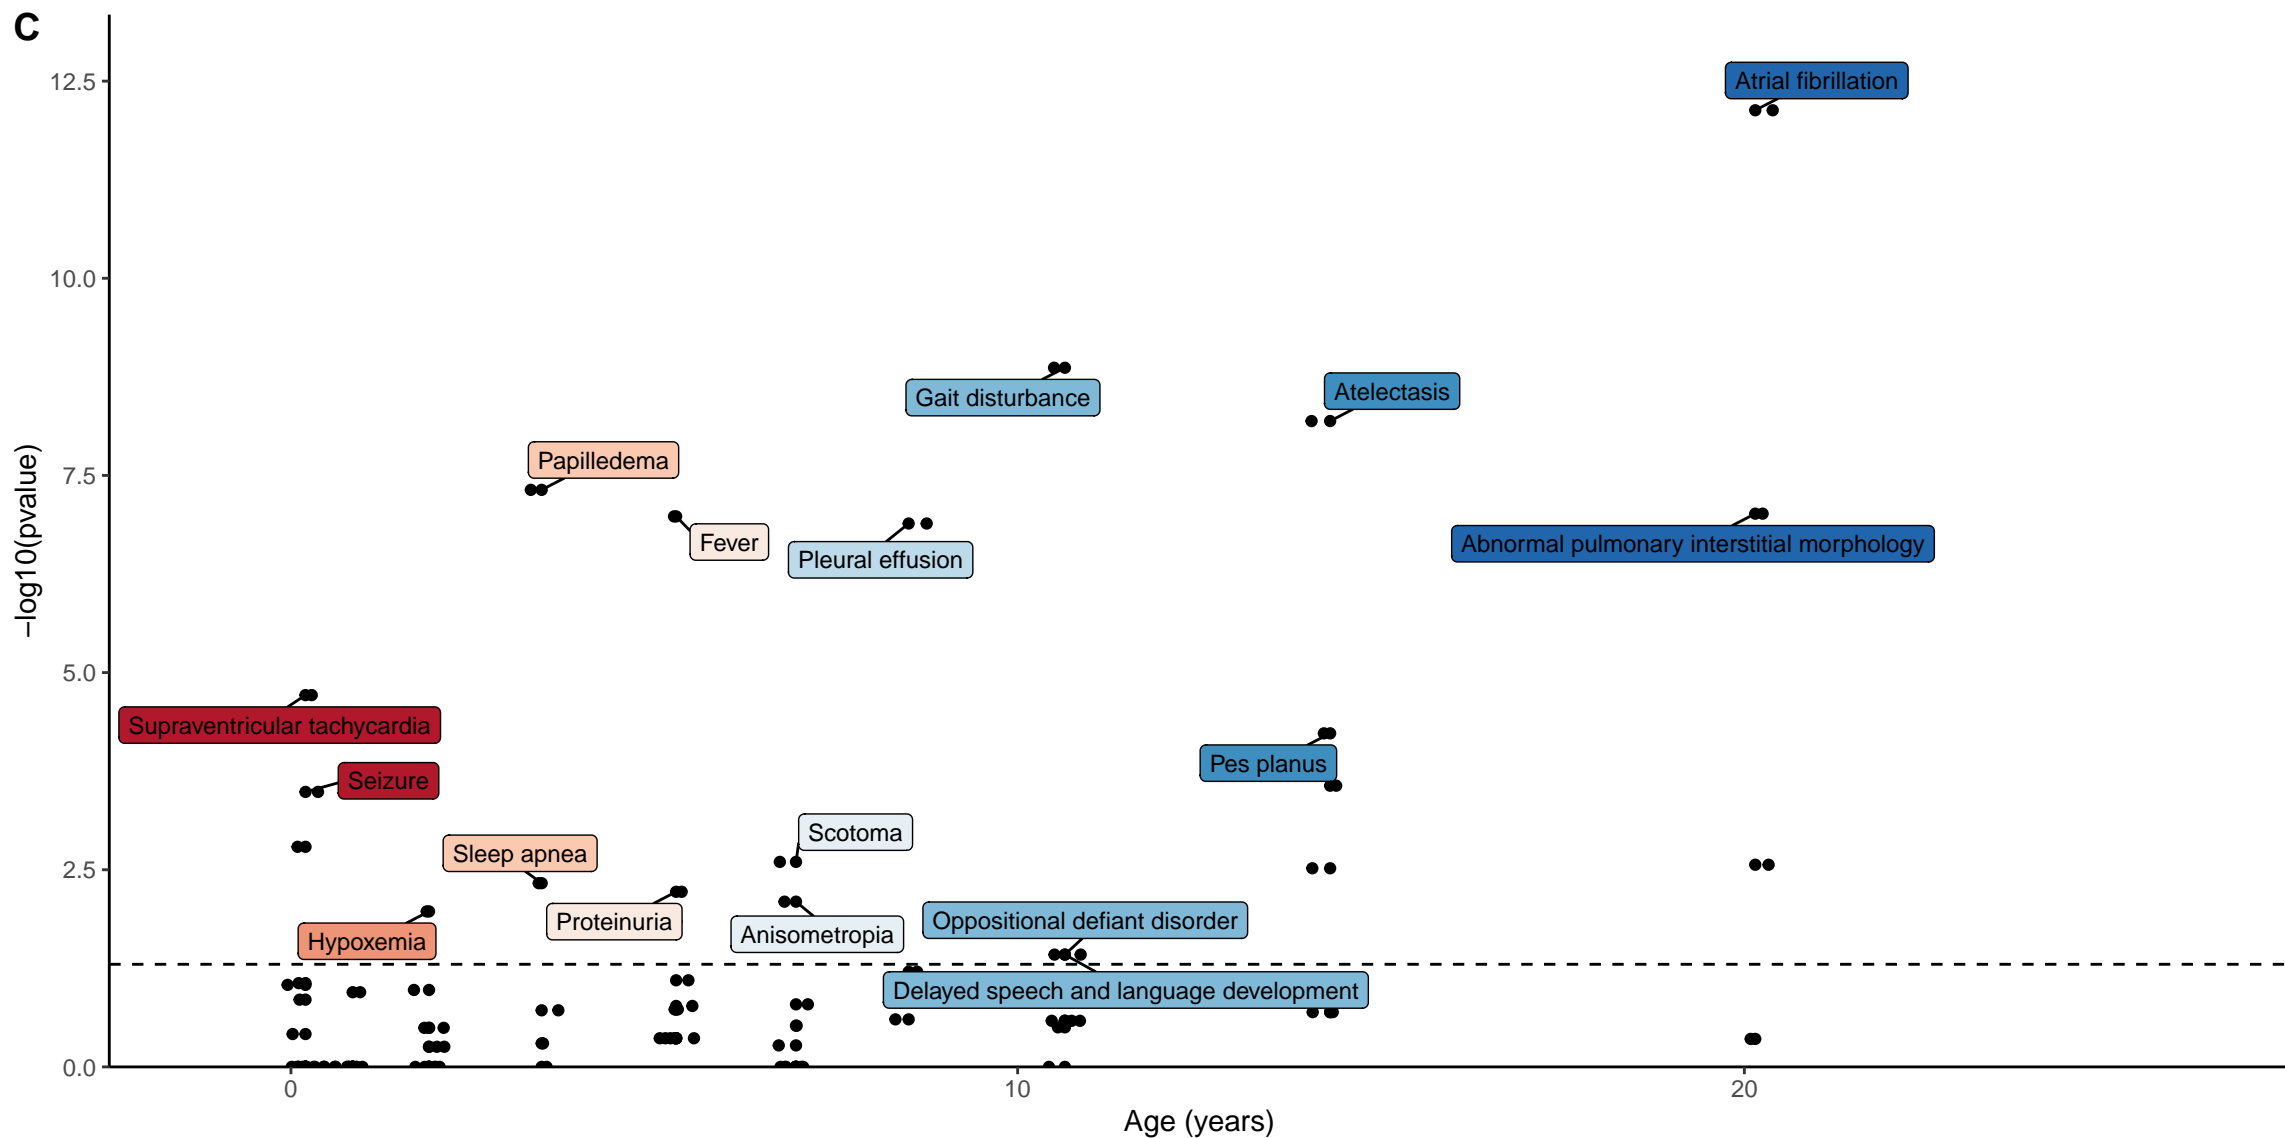 C
12.5
10.0
7.5
5.0
2.5
0.0
−log10(pvalue)
Atrial fibrillation
Gait disturbance
Atelectasis
Papilledema
Fever
Pleural effusion
Abnormal pulmonary interstitial morphology
Supraventricular tachycardia
Seizure
Pes planus
Scotoma
Sleep apnea
Proteinuria
Anisometropia
Oppositional defiant disorder
Hypoxemia
Delayed speech and language development
0
10
20
Age (years)